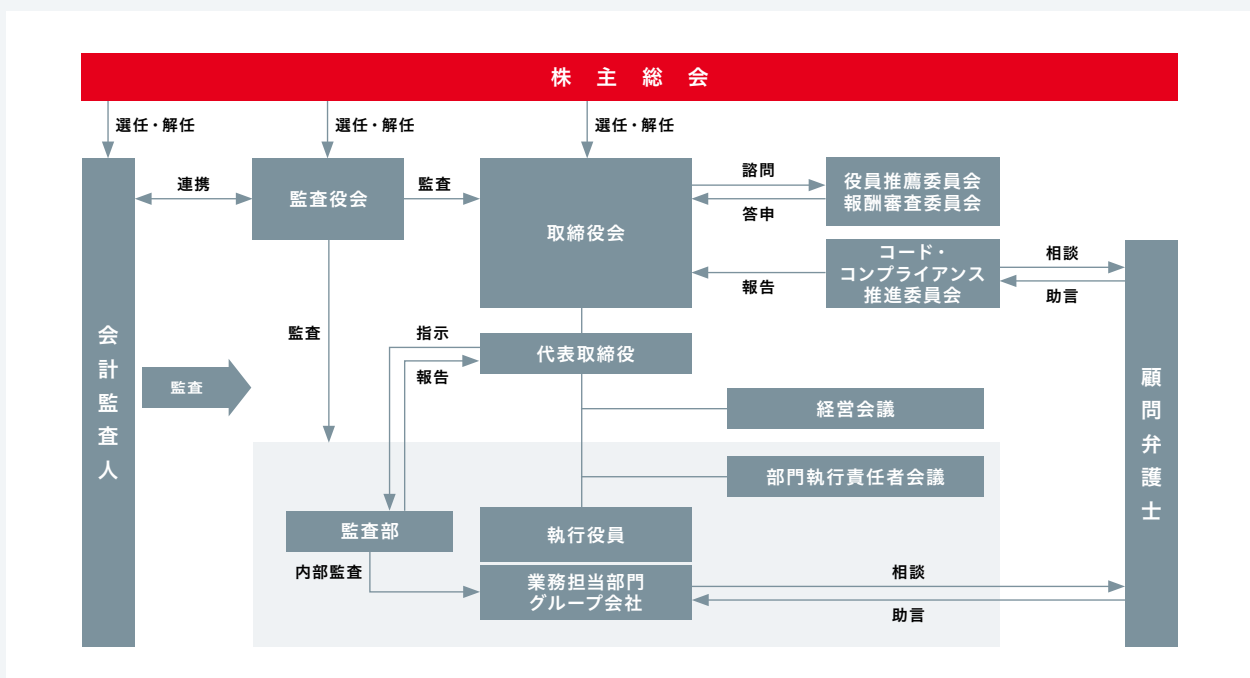 株主総会
選任・解任
選任・解任
選任・解任
会計監査人
連携
監査役会
監査
取締役会
諮問
答申
役員推薦委員会
報酬審査委員会
報告
コード・
コンプライアンス
推進委員会
相談
助言
顧問弁護士
監査
監査
指示
報告
代表取締役
経営会議
部門執行責任者会議
監査部
内部監査
執行役員
業務担当部門
グループ会社
相談
助言